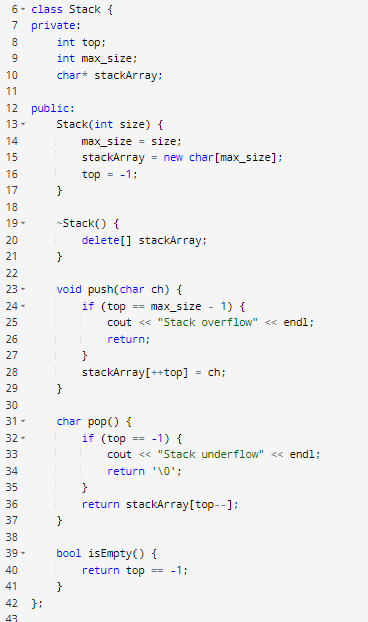 6 class Stack {
7 private:
8     int top;
9     int max_size;
10     char* stackArray;
11
12 public:
13     Stack(int size) {
14         max_size = size;
15         stackArray = new char[max_size];
16         top = -1;
17     }
18
19     ~Stack() {
20         delete[] stackArray;
21     }
22
23     void push(char ch) {
24         if (top == max_size - 1) {
25             cout << "Stack overflow" << endl;
26             return;
27         }
28         stackArray[++top] = ch;
29     }
30
31     char pop() {
32         if (top == -1) {
33             cout << "Stack underflow" << endl;
34             return '\0';
35         }
36         return stackArray[top--];
37     }
38
39     bool isEmpty() {
40         return top == -1;
41     }
42 };
43